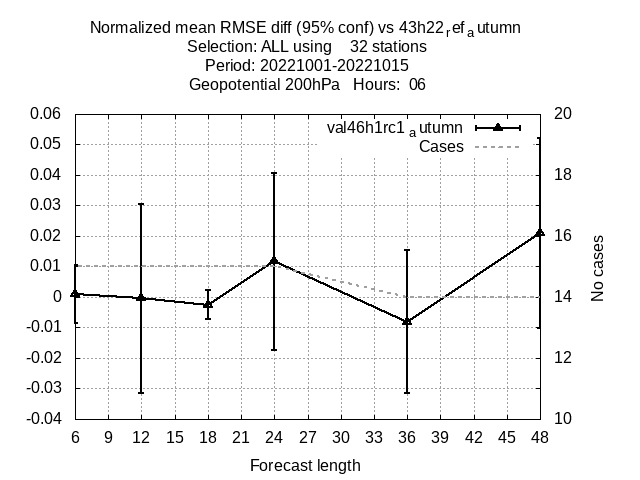 Normalized mean RMSE diff (95% conf) vs 43h22refautumn
Selection: ALL using 32 stations
Period: 20221001-20221015
Geopotential 200hPa Hours: 06
val46h1rc1autumn
Cases
0.06
0.05
0.04
0.03
0.02
0.01
0
-0.01
-0.02
-0.03
-0.04
20
18
16
14
12
10
No cases
6 9 12 15 18 21 24 27 30 33 36 39 42 45 48
Forecast length